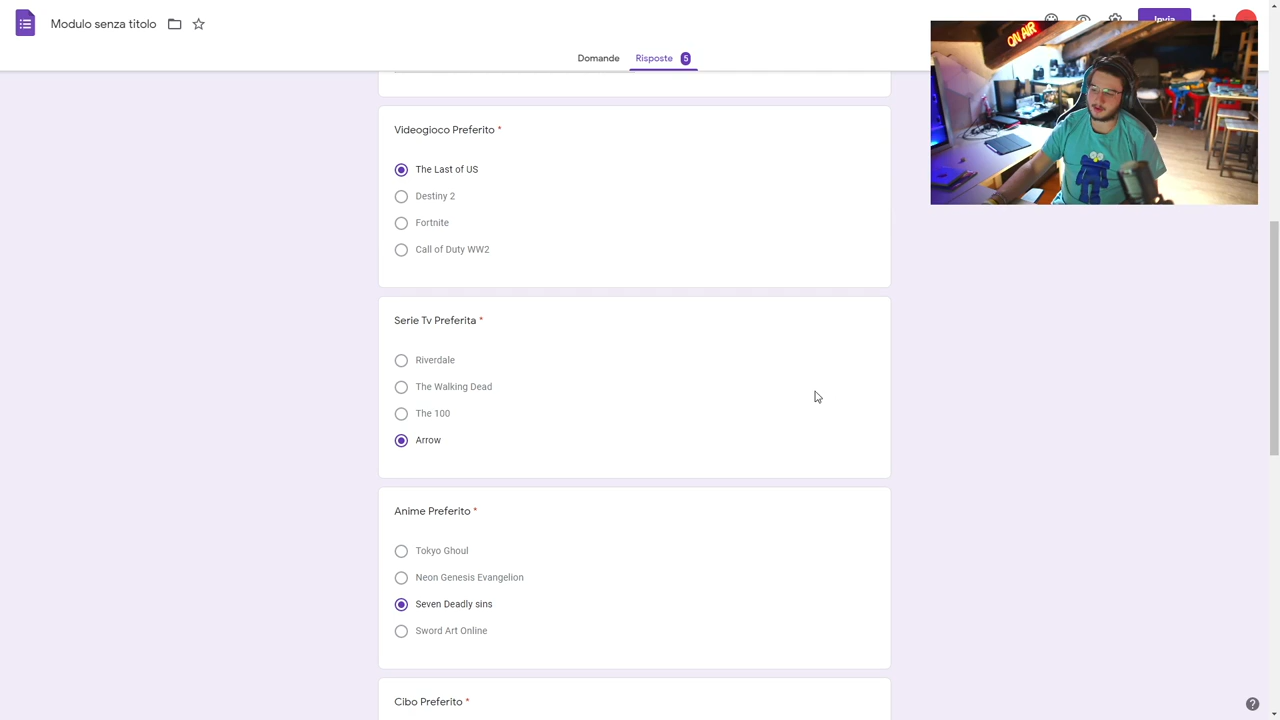 Modulo senza titolo
Domande
Risposte 5
ON AIR
Videogioco Preferito *
The Last of US
Destiny 2
Fortnite
Call of Duty WW2
Serie Tv Preferita *
Riverdale
The Walking Dead
The 100
Arrow
Anime Preferito *
Tokyo Ghoul
Neon Genesis Evangelion
Seven Deadly sins
Sword Art Online
Cibo Preferito *